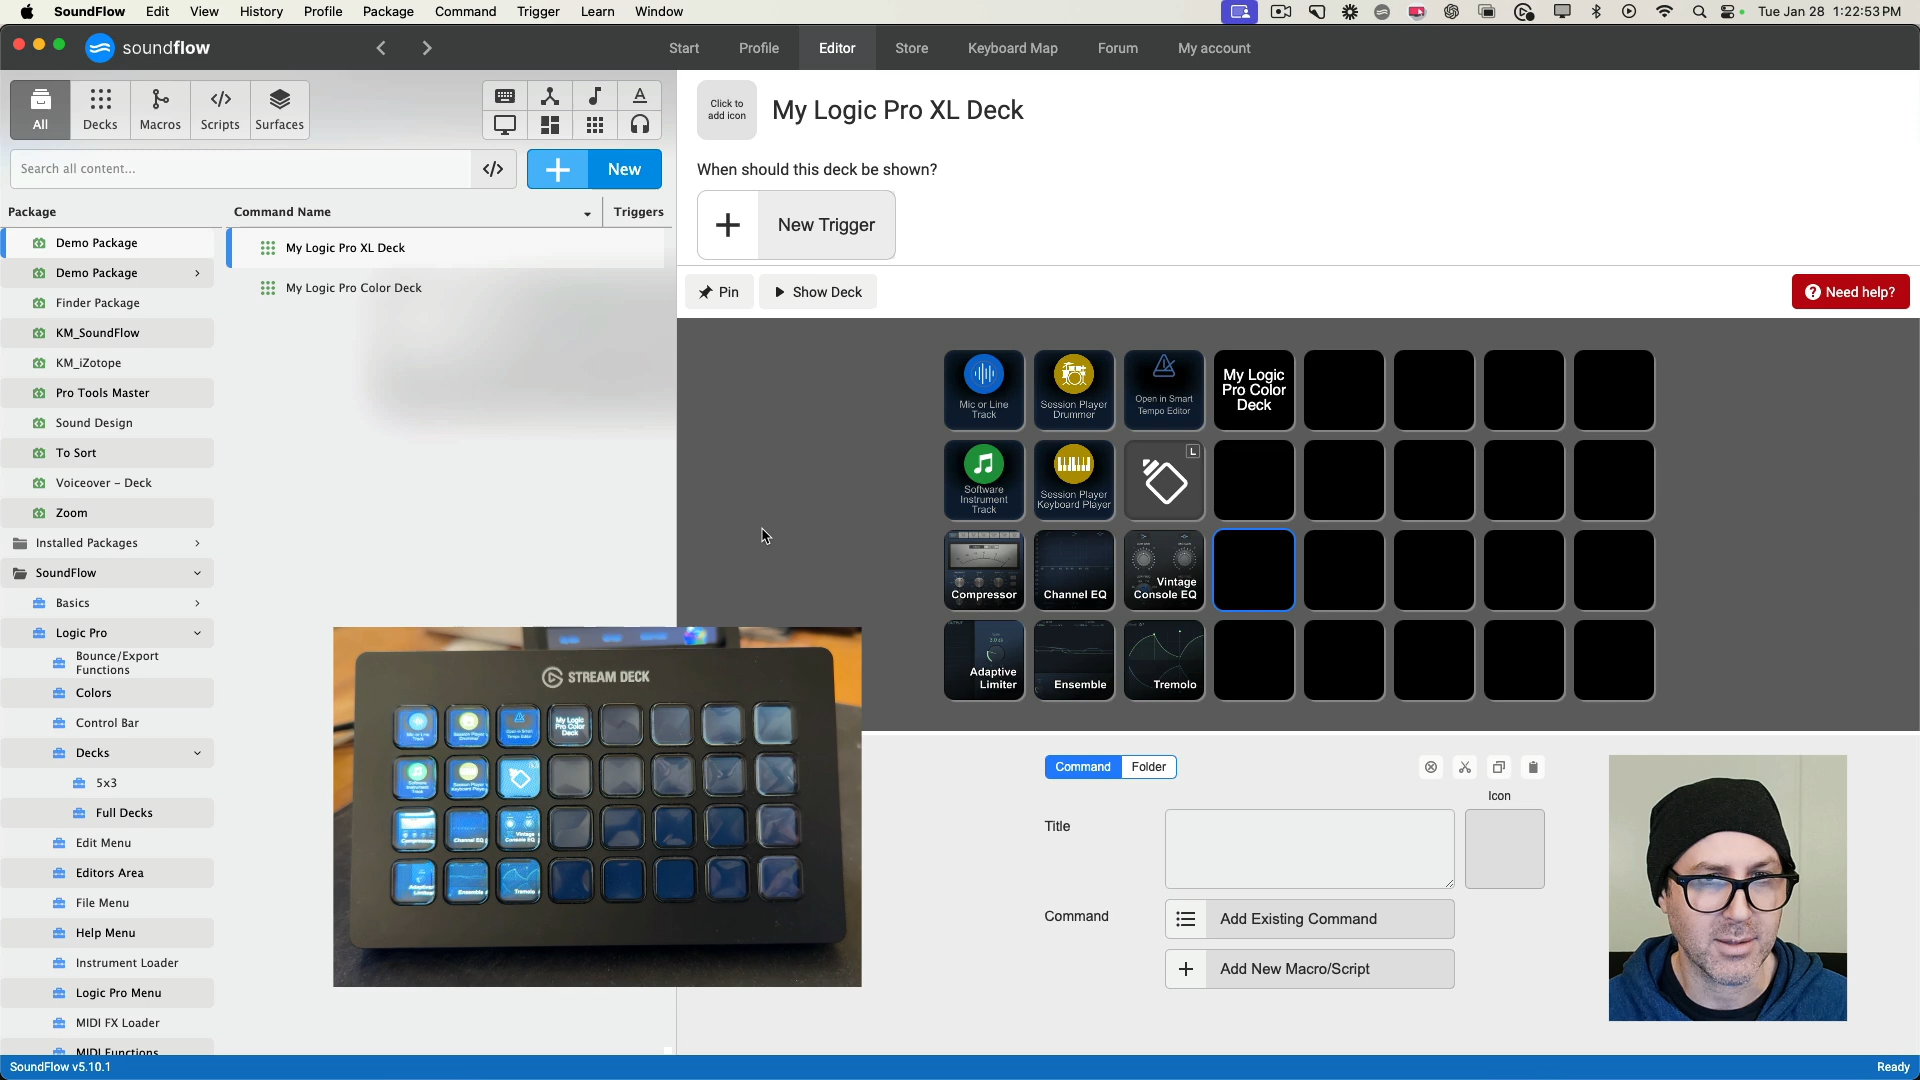 SoundFlow Edit View History Profile Package Command Trigger Learn Window Tue Jan 28 1:22:53 PM
soundflow Start Profile Editor Store Keyboard Map Forum My account
All Decks Macros Scripts Surfaces
Search all content... New
Package Command Name Triggers
Demo Package
Demo Package
Finder Package
KM_SoundFlow
KM_iZotope
Pro Tools Master
Sound Design
To Sort
Voiceover - Deck
Zoom
Installed Packages
SoundFlow
Basics
Logic Pro
Bounce/Export
Functions
Colors
Control Bar
Decks
5x3
Full Decks
Edit Menu
Editors Area
File Menu
Help Menu
Instrument Loader
Logic Pro Menu
MIDI FX Loader
MIDI Functions
My Logic Pro XL Deck
My Logic Pro Color Deck
Click to
add icon
My Logic Pro XL Deck
When should this deck be shown?
New Trigger
Pin Show Deck Need help?
Mic or Line
Track
Session Player
Drummer
Open in Smart
Tempo Editor
My Logic
Pro Color
Deck
Software
Instrument
Track
Session Player
Keyboard Player
L
Compressor
Channel EQ
Vintage
Console EQ
Adaptive
Limiter
Ensemble
Tremolo
STREAM DECK
My Logic
Pro Color
Deck
Command Folder
Icon
Title
Command Add Existing Command
Add New Macro/Script
SoundFlow v5.10.1 Ready